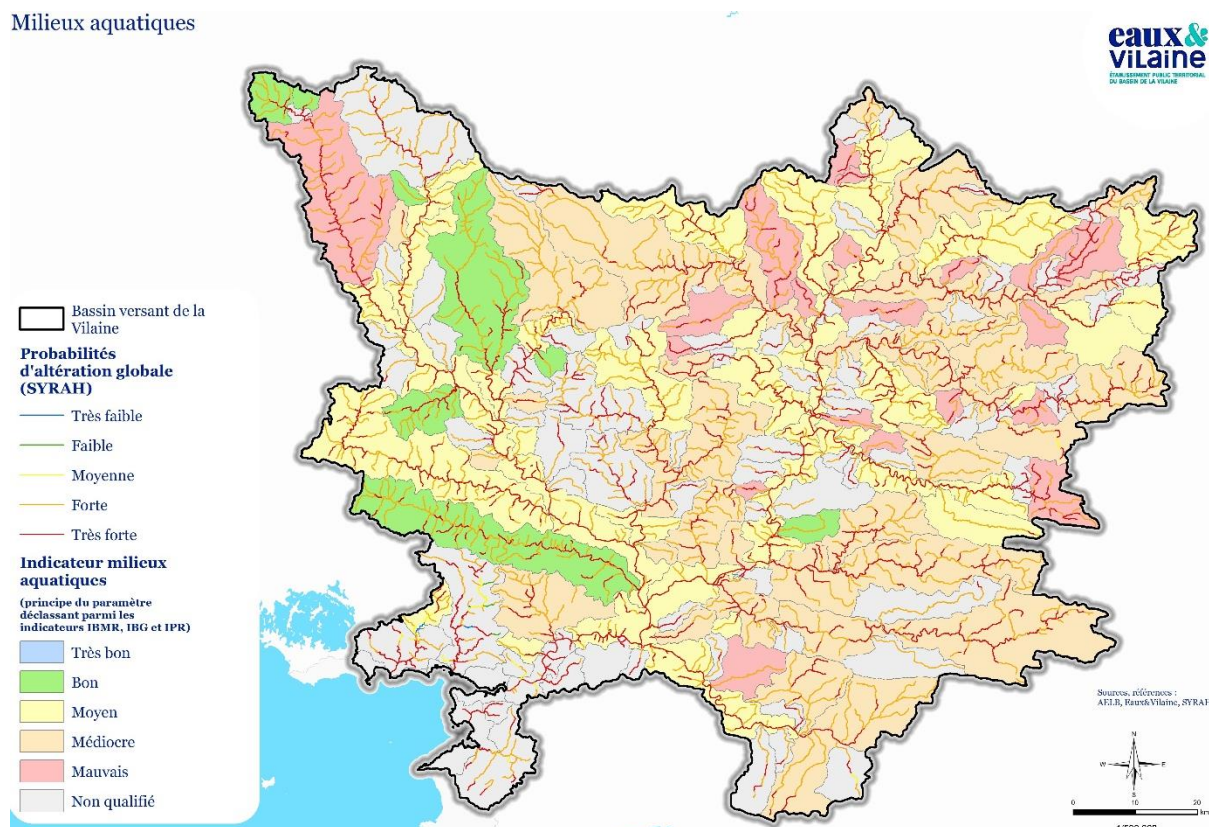 Milieux aquatiques
eaux&
VILAINE
ÉTABLISSEMENT PUBLIC TERRITORIAL
DU BASSIN DE LA VILAINE
Bassin versant de la
Vilaine
Probabilités
d'altération globale
(SYRAH)
Très faible
Faible
Moyenne
Forte
Très forte
Indicateur milieux
aquatiques
(principe du paramètre
déclassant parmi les
indicateurs IBMR, IBG et IPR)
Très bon
Bon
Moyen
Médiocre
Mauvais
Non qualifié
Sources, références :
AELB, Eaux&Vilaine, SYRAH
N
W
E
S
0 10 20
km